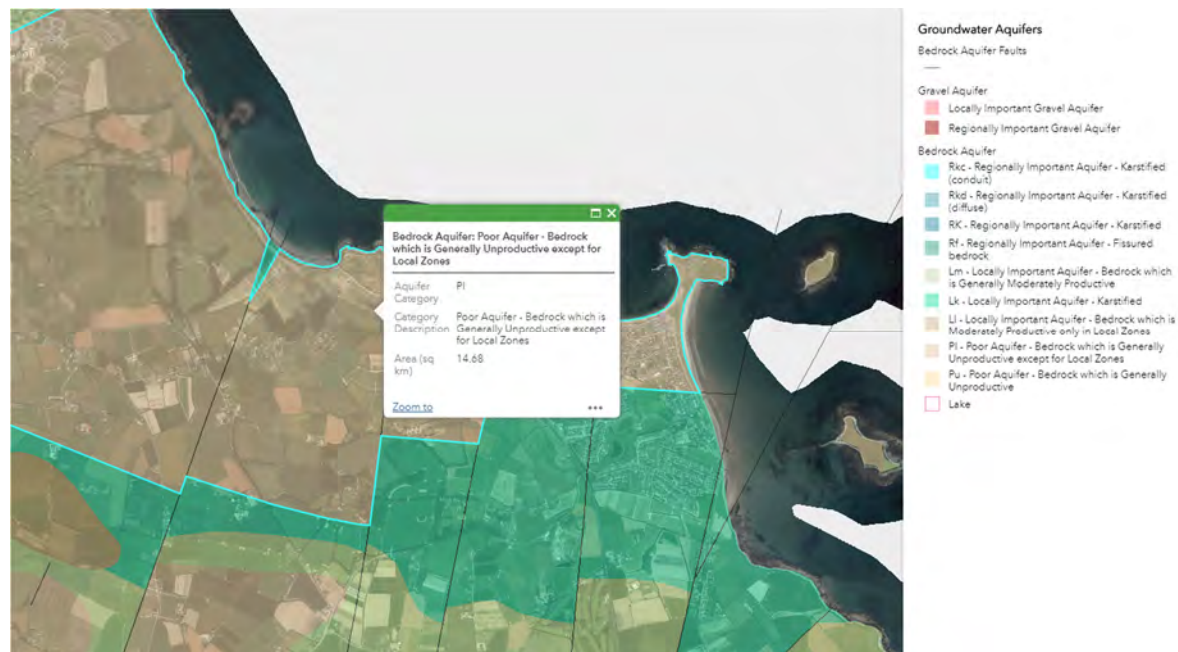 Bedrock Aquifer: Poor Aquifer - Bedrock
which is Generally Unproductive except for
Local Zones
Aquifer Pl
Category
Category Poor Aquifer - Bedrock which is
Description Generally Unproductive except
for Local Zones
Area (sq 14.68
km)
Zoom to
Groundwater Aquifers
Bedrock Aquifer Faults
Gravel Aquifer
Locally Important Gravel Aquifer
Regionally Important Gravel Aquifer
Bedrock Aquifer
Rkc - Regionally Important Aquifer - Karstified
(conduit)
Rkd - Regionally Important Aquifer - Karstified
(diffuse)
RK - Regionally Important Aquifer - Karstified
Rf - Regionally Important Aquifer - Fissured
bedrock
Lm - Locally Important Aquifer - Bedrock which
is Generally Moderately Productive
Lk - Locally Important Aquifer - Karstified
Ll - Locally Important Aquifer - Bedrock which is
Moderately Productive only in Local Zones
Pl - Poor Aquifer - Bedrock which is Generally
Unproductive except for Local Zones
Pu - Poor Aquifer - Bedrock which is Generally
Unproductive
Lake